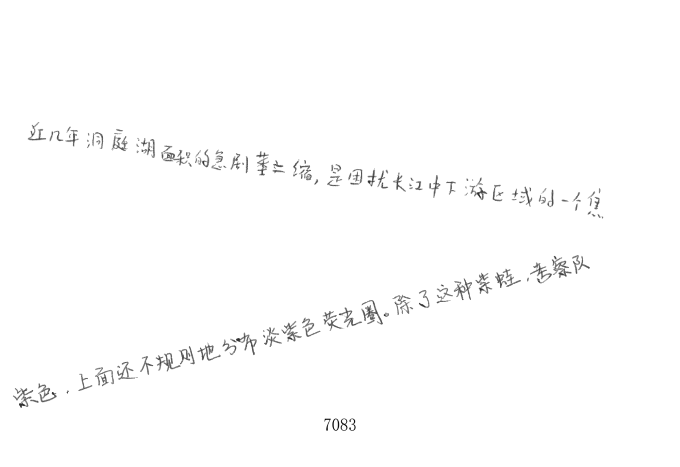 近几年洞庭湖面积的急剧萎缩,是困扰长江中下游区域的一个焦
紫色,上面还不规则地分布淡紫色荧光圈。除了这种紫蛙,考察队
7083